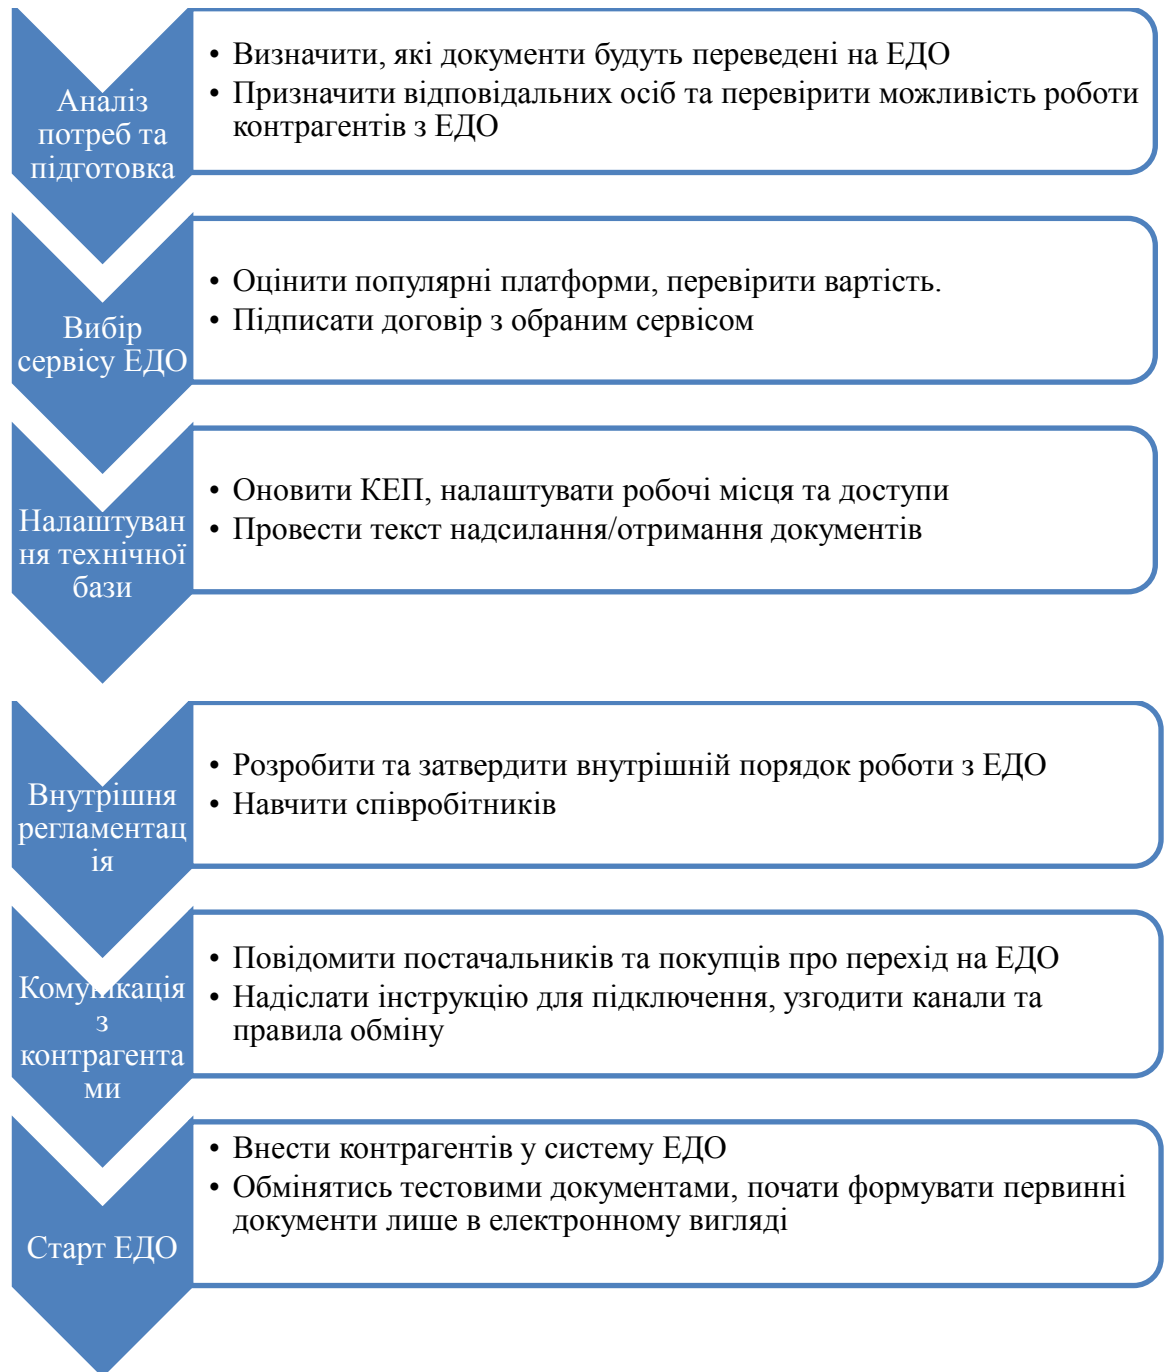 Аналіз
потреб та
підготовка
• Визначити, які документи будуть переведені на ЕДО
• Призначити відповідальних осіб та перевірити можливість роботи
контрагентів з ЕДО
Вибір
сервісу ЕДО
• Оцінити популярні платформи, перевірити вартість.
• Підписати договір з обраним сервісом
Налаштуван
ня технічної
бази
• Оновити КЕП, налаштувати робочі місця та доступи
• Провести текст надсилання/отримання документів
Внутрішня
регламентац
ія
• Розробити та затвердити внутрішній порядок роботи з ЕДО
• Навчити співробітників
Комунікація
з
контрагента
ми
• Повідомити постачальників та покупців про перехід на ЕДО
• Надіслати інструкцію для підключення, узгодити канали та
правила обміну
Старт ЕДО
• Внести контрагентів у систему ЕДО
• Обмінятись тестовими документами, почати формувати первинні
документи лише в електронному вигляді